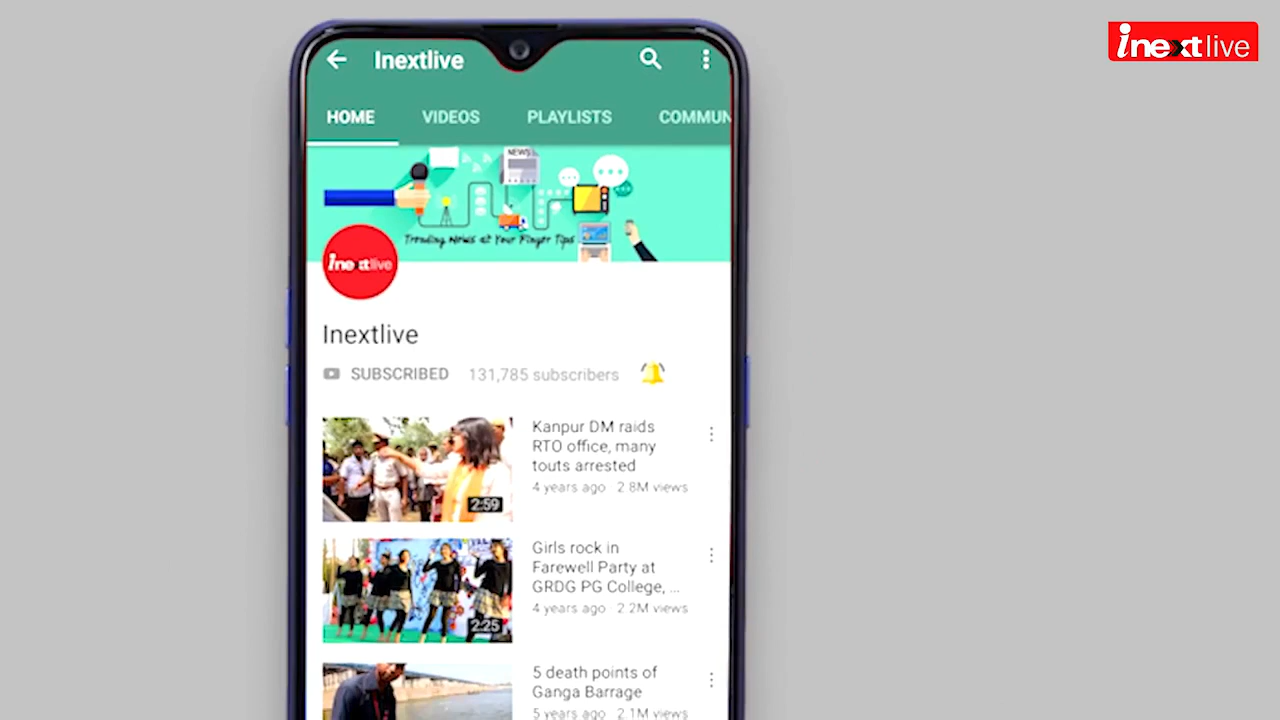 inextlive
Inextlive
HOME VIDEOS PLAYLISTS COMMUN
NEWS
Trending News at Your Finger Tips
inextlive
Inextlive
SUBSCRIBED 131,785 subscribers
Kanpur DM raids
RTO office, many
touts arrested
4 years ago 2.8M views
2:59
Girls rock in
Farewell Party at
GRDG PG College, ...
4 years ago 2.2M views
2:25
5 death points of
Ganga Barrage
5 years ago 2.1M views